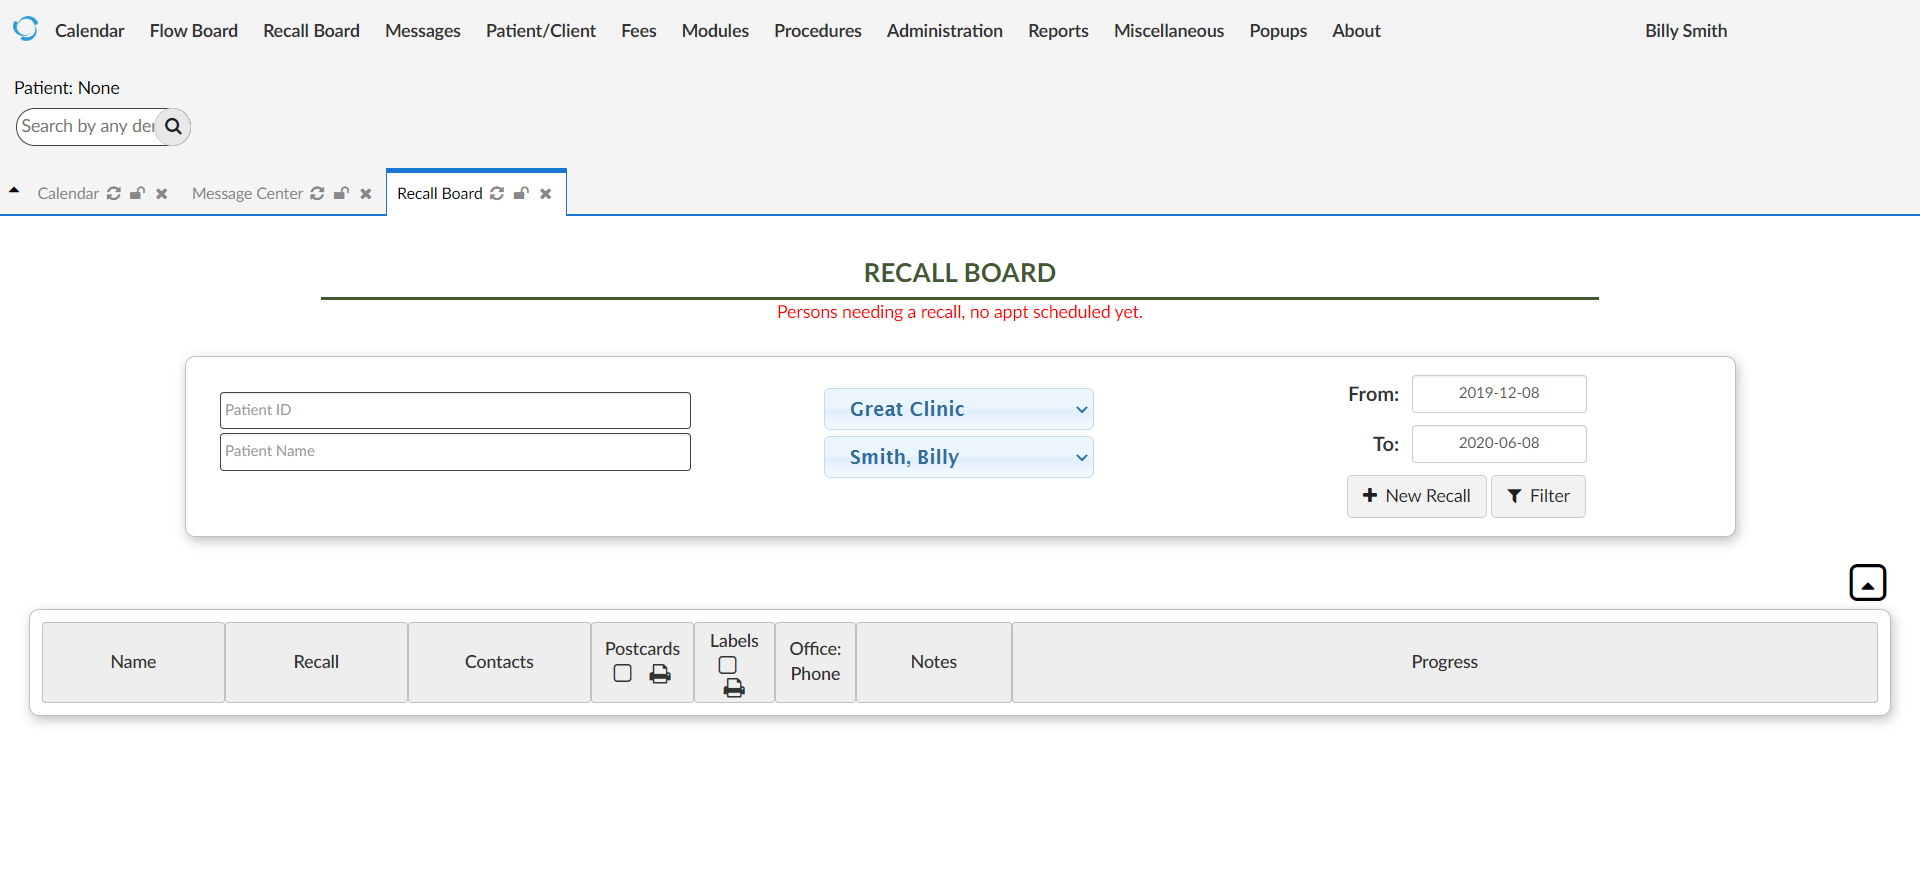 Calendar Flow Board Recall Board Messages Patient/Client Fees Modules Procedures Administration Reports Miscellaneous Popups About Billy Smith
Patient: None
Search by any der
Calendar Message Center Recall Board
RECALL BOARD
Persons needing a recall, no appt scheduled yet.
Patient ID
Patient Name
Great Clinic
Smith, Billy
From: 2019-12-08
To: 2020-06-08
New Recall Filter
Name Recall Contacts Postcards Labels Office: Phone Notes Progress